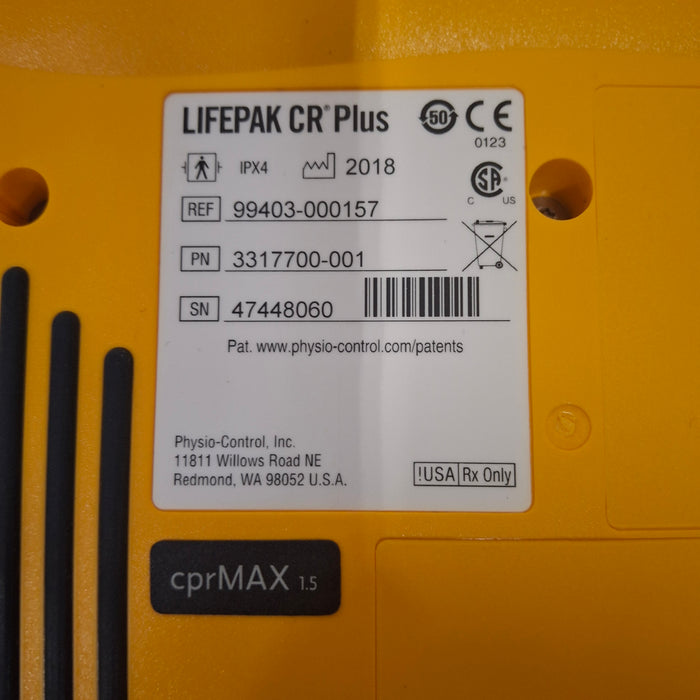 LIFEPAK CR® Plus
50 CE
0123
IPX4 2018
SA®
C US
REF 99403-000157
PN 3317700-001
SN 47448060
Pat. www.physio-control.com/patents
Physio-Control, Inc.
11811 Willows Road NE
Redmond, WA 98052 U.S.A.
!USA Rx Only
cprMAX 1.5